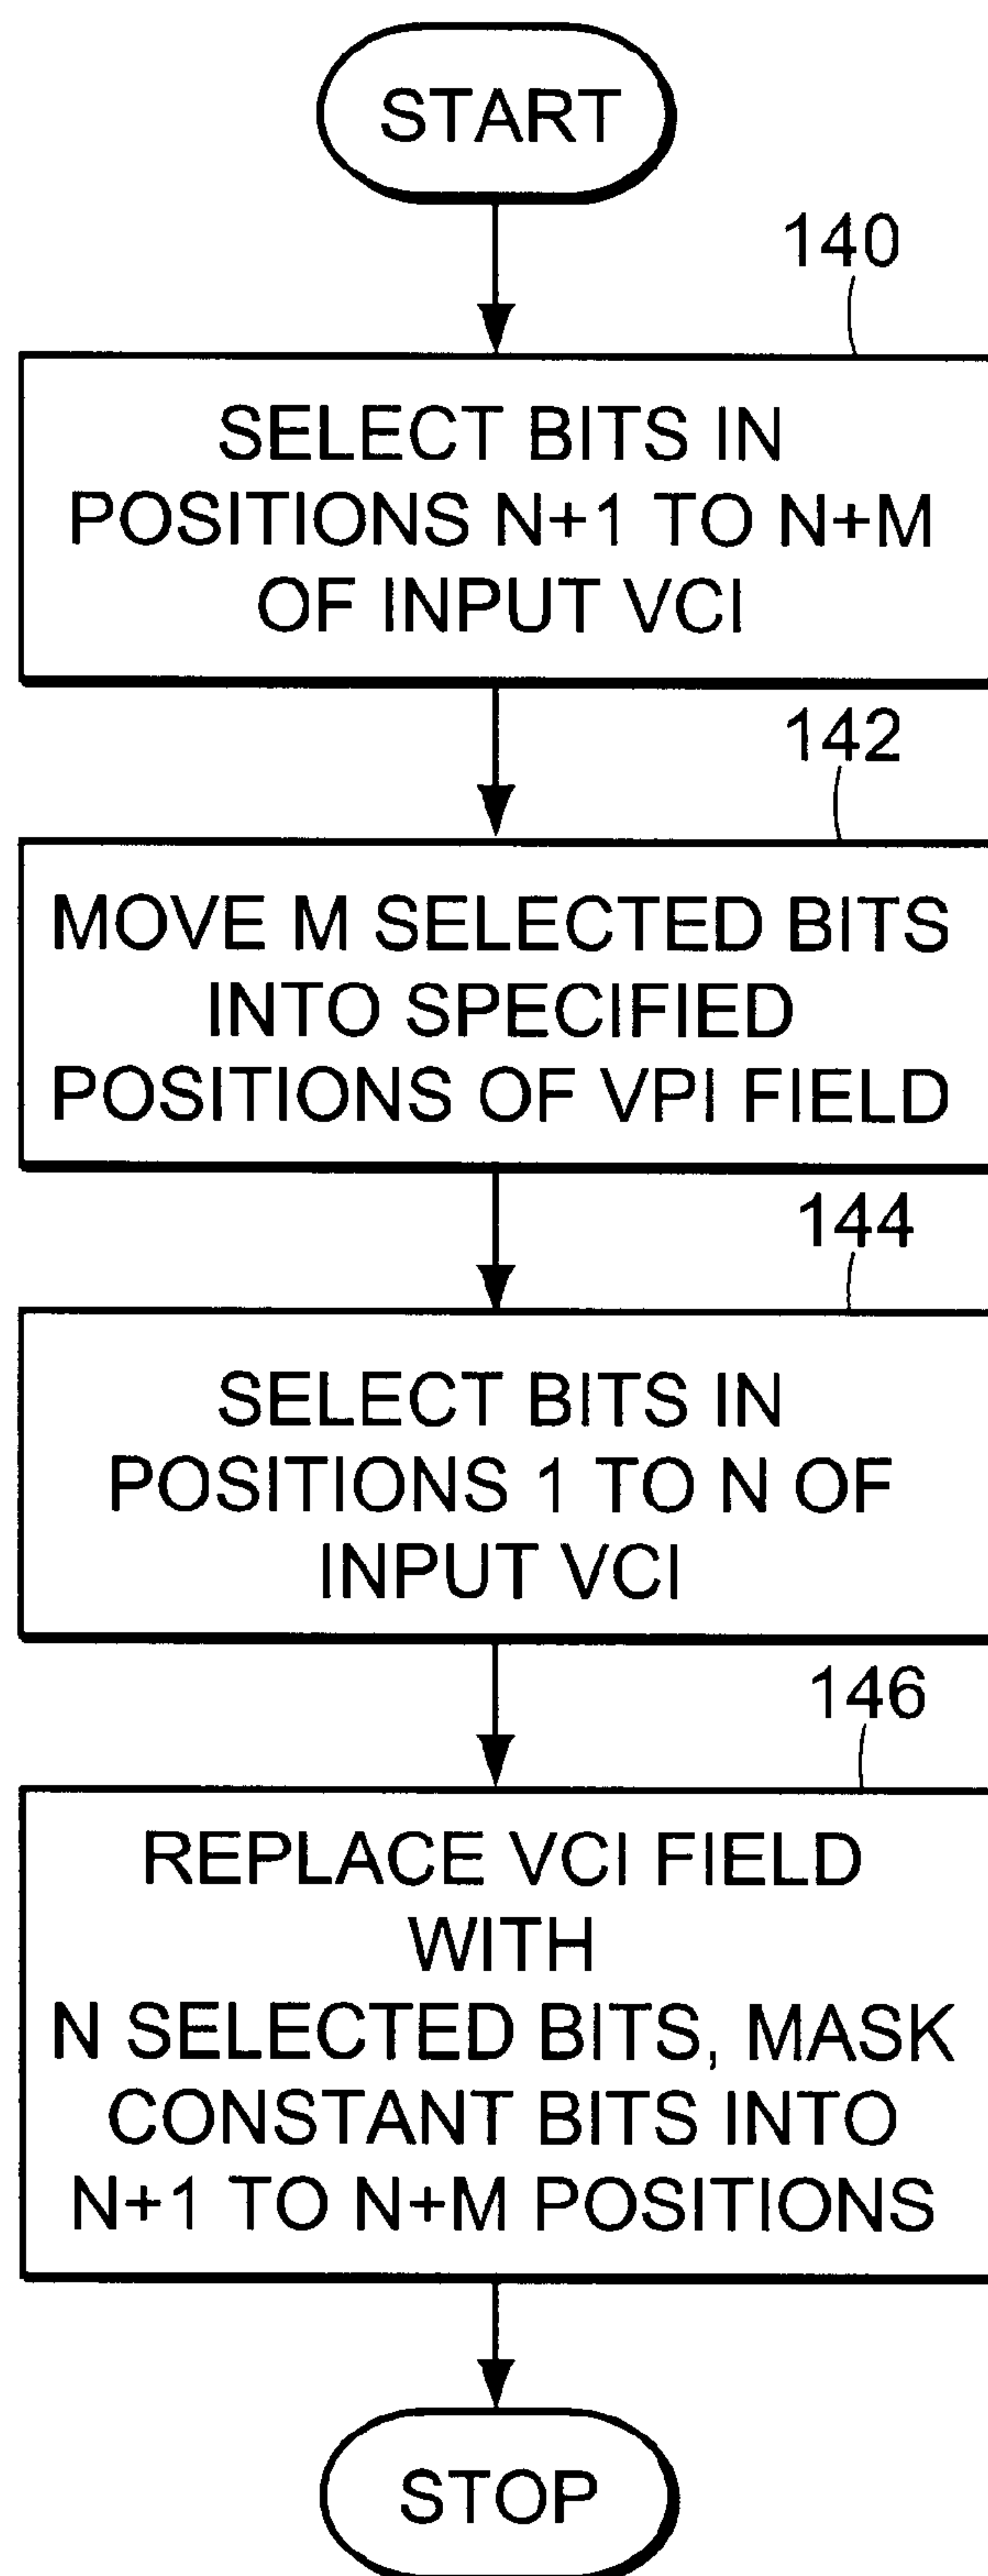 START
140
SELECT BITS IN
POSITIONS N+1 TO N+M
OF INPUT VCI
142
MOVE M SELECTED BITS
INTO SPECIFIED
POSITIONS OF VPI FIELD
144
SELECT BITS IN
POSITIONS 1 TO N OF
INPUT VCI
146
REPLACE VCI FIELD
WITH
N SELECTED BITS, MASK
CONSTANT BITS INTO
N+1 TO N+M POSITIONS
STOP